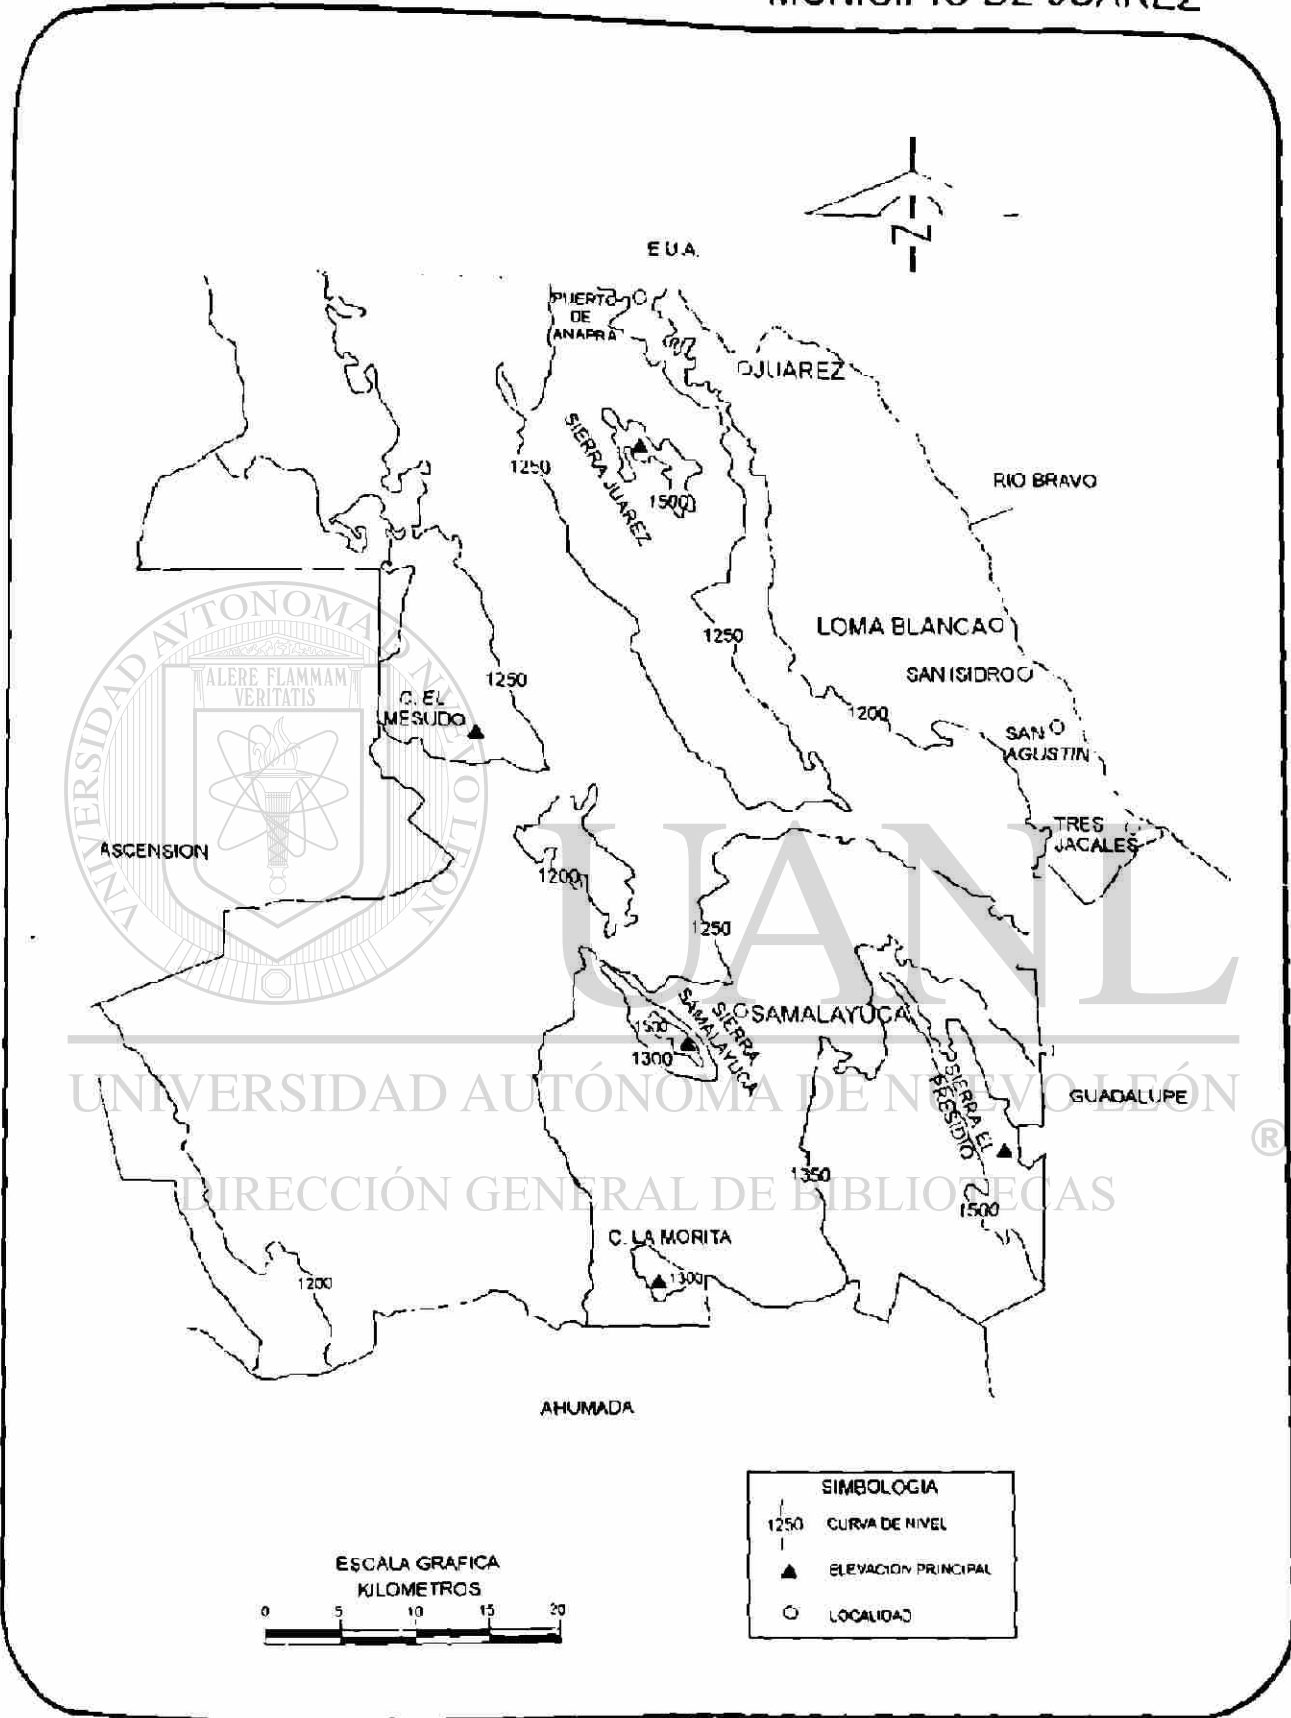 MUNICIPIO DE JUAREZ
N
E.U.A.
PUERTO
DE
ANAPRA
JUAREZ
SIERRA JUAREZ
1250
1500
RIO BRAVO
LOMA BLANCA
1250
SAN ISIDRO
1250
C. EL
MESUDO
1200
SAN
AGUSTIN
TRES
JACALES
ASCENSION
1200
1250
SIERRA
SAMALAYUCA
SAMALAYUCA
1500
1300
SIERRA EL
PRESIDIO
GUADALUPE
1350
1500
C. LA MORITA
1300
1200
AHUMADA
SIMBOLOGIA
1250 CURVA DE NIVEL
ELEVACION PRINCIPAL
LOCALIDAD
ESCALA GRAFICA
KILOMETROS
0 5 10 15 20
UNIVERSIDAD AVTONOMA DE NVEVO LEON
ALERE FLAMMAM
VERITATIS
UANL
UNIVERSIDAD AUTÓNOMA DE NUEVO LEÓN
®
DIRECCIÓN GENERAL DE BIBLIOTECAS